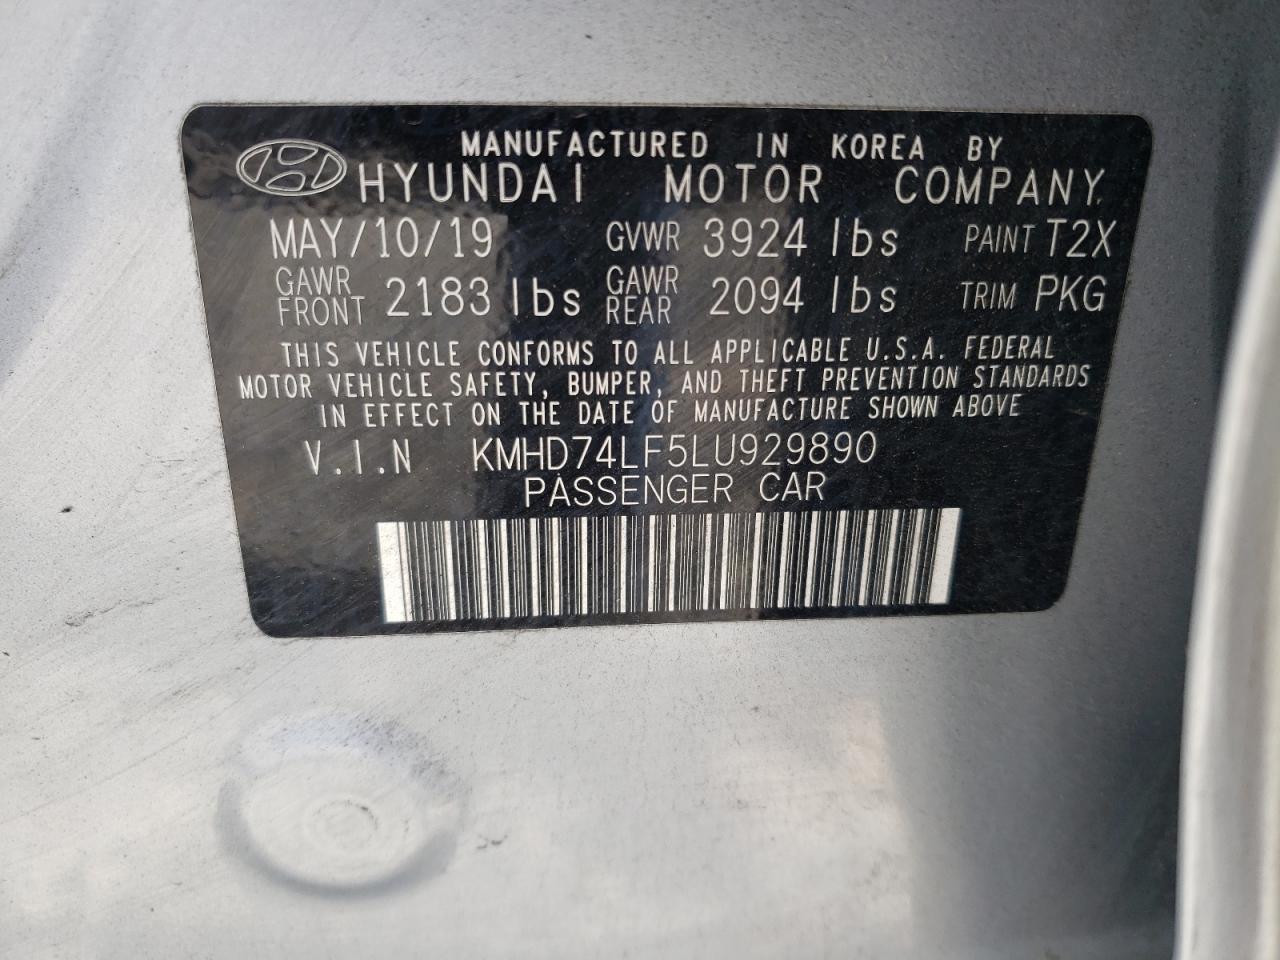 MANUFACTURED IN KOREA BY
HYUNDAI MOTOR COMPANY.
MAY/10/19 GVWR 3924 lbs PAINT T2X
GAWR FRONT 2183 lbs GAWR REAR 2094 lbs TRIM PKG
THIS VEHICLE CONFORMS TO ALL APPLICABLE U.S.A. FEDERAL
MOTOR VEHICLE SAFETY, BUMPER, AND THEFT PREVENTION STANDARDS
IN EFFECT ON THE DATE OF MANUFACTURE SHOWN ABOVE
V.I.N KMHD74LF5LU929890
PASSENGER CAR